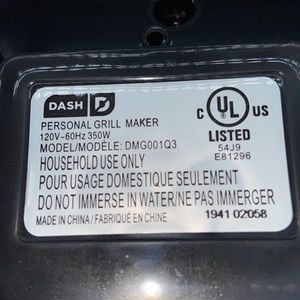 DASH D
PERSONAL GRILL MAKER
120V~60Hz 350W
MODEL/MODÈLE: DMG001Q3
HOUSEHOLD USE ONLY
POUR USAGE DOMESTIQUE SEULEMENT
DO NOT IMMERSE IN WATER/NE PAS IMMERGER
MADE IN CHINA / FABRIQUÉ EN CHINE
1941 02058
C UL US
LISTED
54J9
E81296